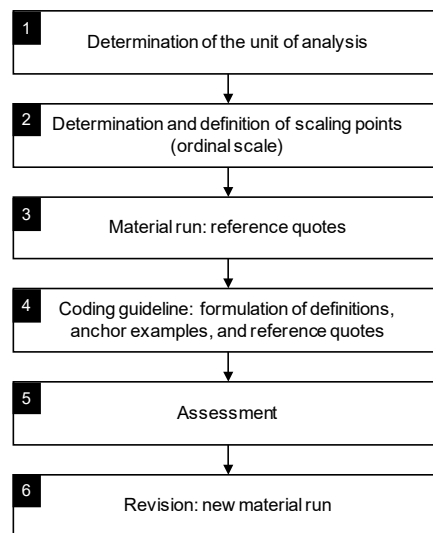 1
Determination of the unit of analysis
2
Determination and definition of scaling points
(ordinal scale)
3
Material run: reference quotes
4
Coding guideline: formulation of definitions,
anchor examples, and reference quotes
5
Assessment
6
Revision: new material run